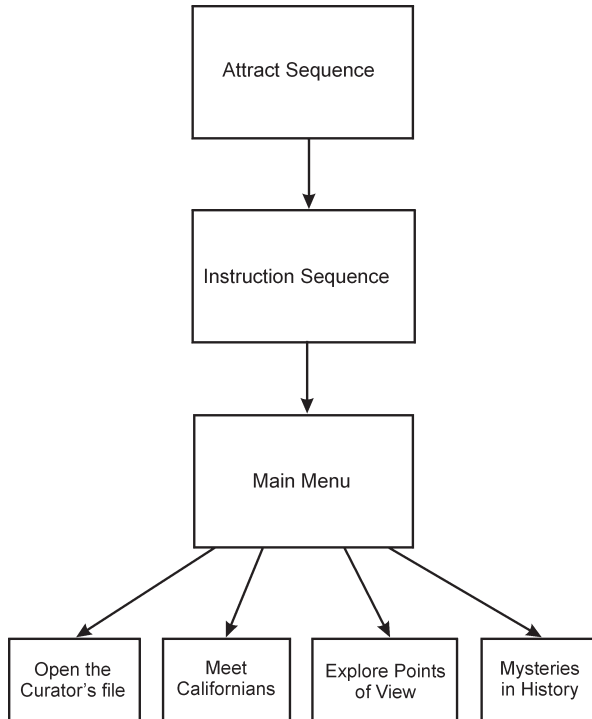 Attract Sequence
Instruction Sequence
Main Menu
Open the
Curator’s file
Meet
Californians
Explore Points
of View
Mysteries
in History